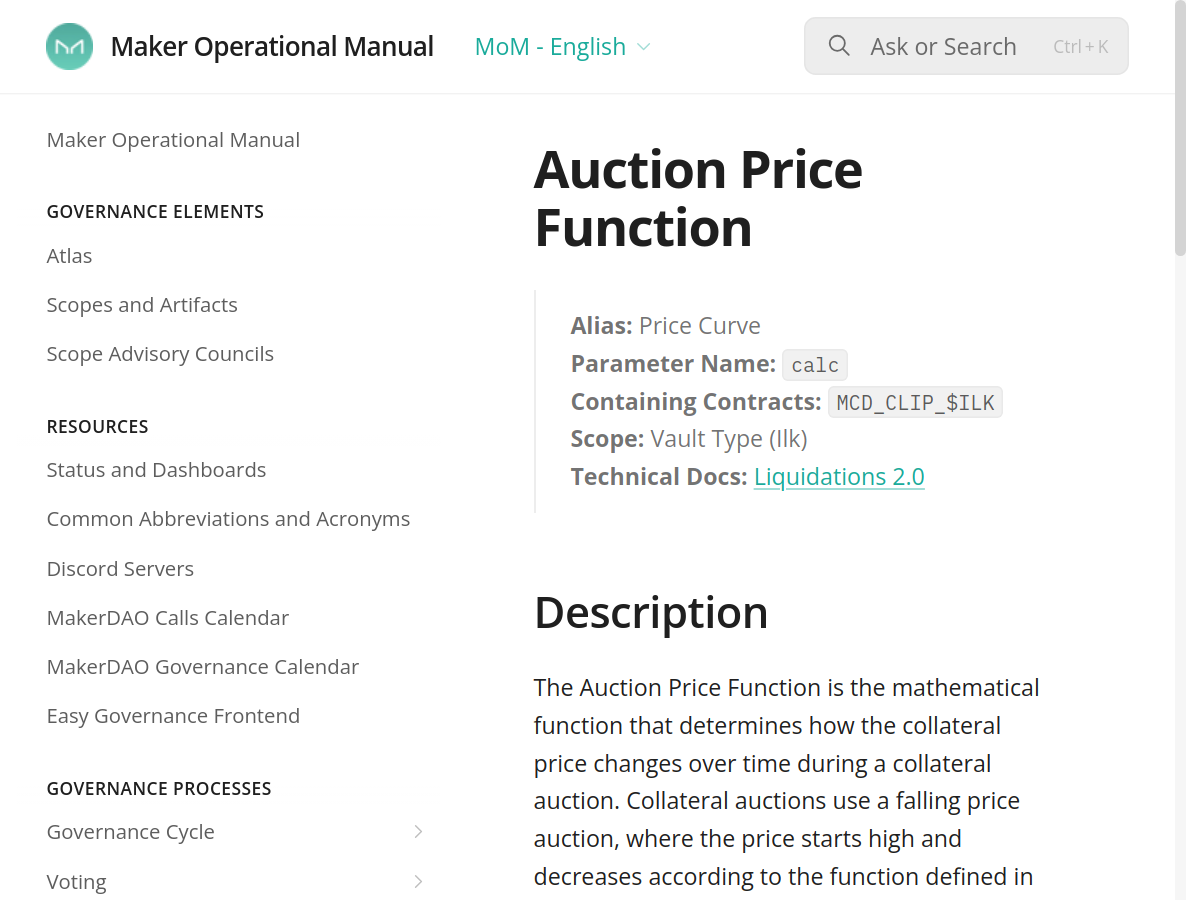 Maker Operational Manual
MoM - English
Ask or Search
Ctrl + K
Maker Operational Manual
GOVERNANCE ELEMENTS
Atlas
Scopes and Artifacts
Scope Advisory Councils
RESOURCES
Status and Dashboards
Common Abbreviations and Acronyms
Discord Servers
MakerDAO Calls Calendar
MakerDAO Governance Calendar
Easy Governance Frontend
GOVERNANCE PROCESSES
Governance Cycle
Voting
Auction Price
Function
Alias: Price Curve
Parameter Name: calc
Containing Contracts: MCD_CLIP_$ILK
Scope: Vault Type (Ilk)
Technical Docs: Liquidations 2.0
Description
The Auction Price Function is the mathematical
function that determines how the collateral
price changes over time during a collateral
auction. Collateral auctions use a falling price
auction, where the price starts high and
decreases according to the function defined in